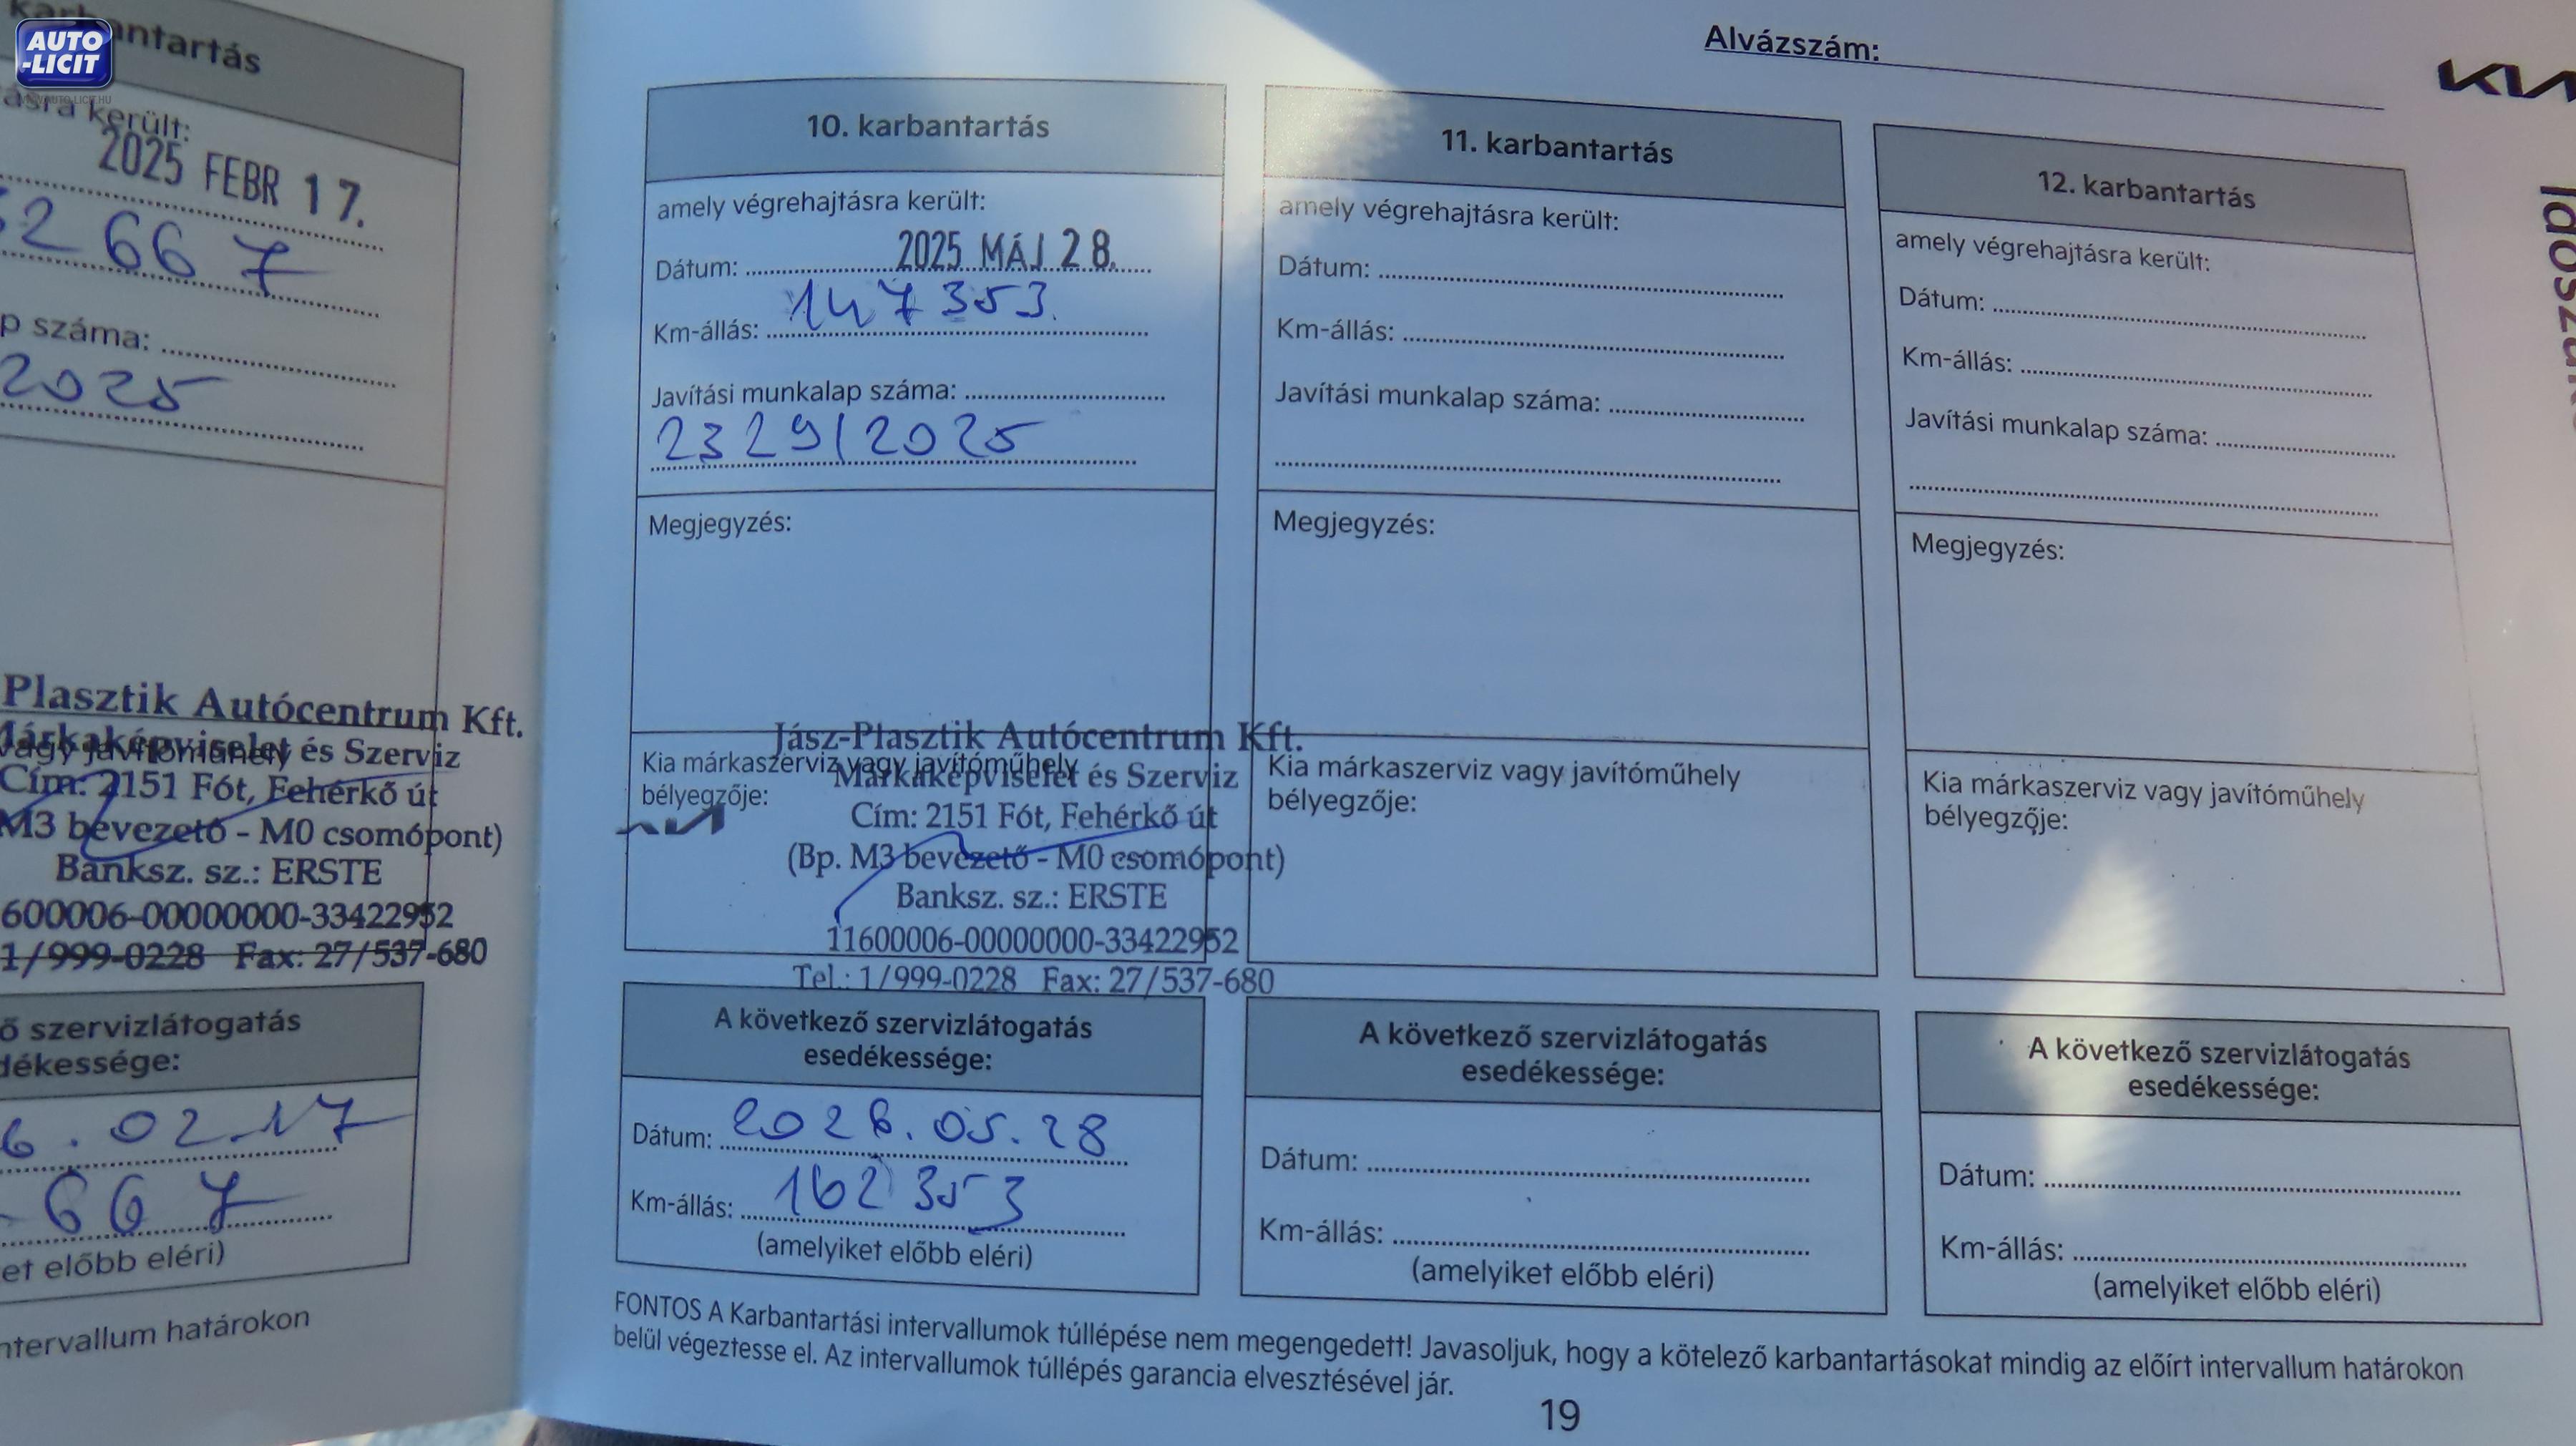 AUTO
-LICIT
WWW.AUTO-LICIT.HU
karbantartás
került:
2025 FEBR 17.
2667
száma:
2025
Plasztik Autócentrum Kft.
Márkaképviselet és Szerviz
vagy javítóműhely
Cím: 2151 Fót, Fehérkő út
M3 bevezető - M0 csomópont)
Banksz. sz.: ERSTE
600006-00000000-33422952
1/999-0228 Fax: 27/537-680
szervizlátogatás
6.02.17
667
előbb eléri)
határokon
Alvázszám:
KIA
10. karbantartás
amely végrehajtásra került:
Dátum: 2025 MÁJ 28.
Km-állás: 147353.
Javítási munkalap száma:
2329/2025
Megjegyzés:
Kia márkaszerviz vagy javítóműhely
bélyegzője:
Jász-Plasztik Autócentrum Kft.
Márkaképviselet és Szerviz
Cím: 2151 Fót, Fehérkő út
(Bp. M3 bevezető - M0 csomópont)
Banksz. sz.: ERSTE
11600006-00000000-33422952
Tel.: 1/999-0228 Fax: 27/537-680
A következő szervizlátogatás
esedékessége:
Dátum: 2026.05.28
Km-állás: 162353
(amelyiket előbb eléri)
11. karbantartás
amely végrehajtásra került:
Dátum:
Km-állás:
Javítási munkalap száma:
Megjegyzés:
Kia márkaszerviz vagy javítóműhely
bélyegzője:
A következő szervizlátogatás
esedékessége:
Dátum:
Km-állás:
(amelyiket előbb eléri)
12. karbantartás
amely végrehajtásra került:
Dátum:
Km-állás:
Javítási munkalap száma:
Megjegyzés:
Kia márkaszerviz vagy javítóműhely
bélyegzője:
A következő szervizlátogatás
esedékessége:
Dátum:
Km-állás:
(amelyiket előbb eléri)
FONTOS A Karbantartási intervallumok túllépése nem megengedett! Javasoljuk, hogy a kötelező karbantartásokat mindig az előírt intervallum határokon
belül végeztesse el. Az intervallumok túllépés garancia elvesztésével jár.
19